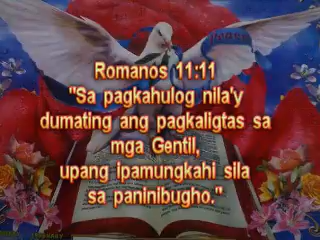 Romanos 11:11
"Sa pagkahulog nila'y
dumating ang pagkaligtas sa
mga Gentil,
upang ipamungkahi sila
sa paninibugho."